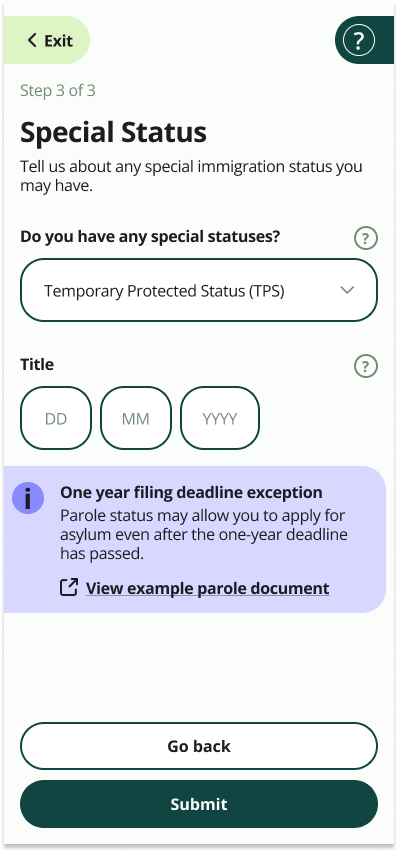 Exit
?
Step 3 of 3
Special Status
Tell us about any special immigration status you
may have.
Do you have any special statuses?
?
Temporary Protected Status (TPS)
Title
?
DD
MM
YYYY
i
One year filing deadline exception
Parole status may allow you to apply for
asylum even after the one-year deadline
has passed.
View example parole document
Go back
Submit